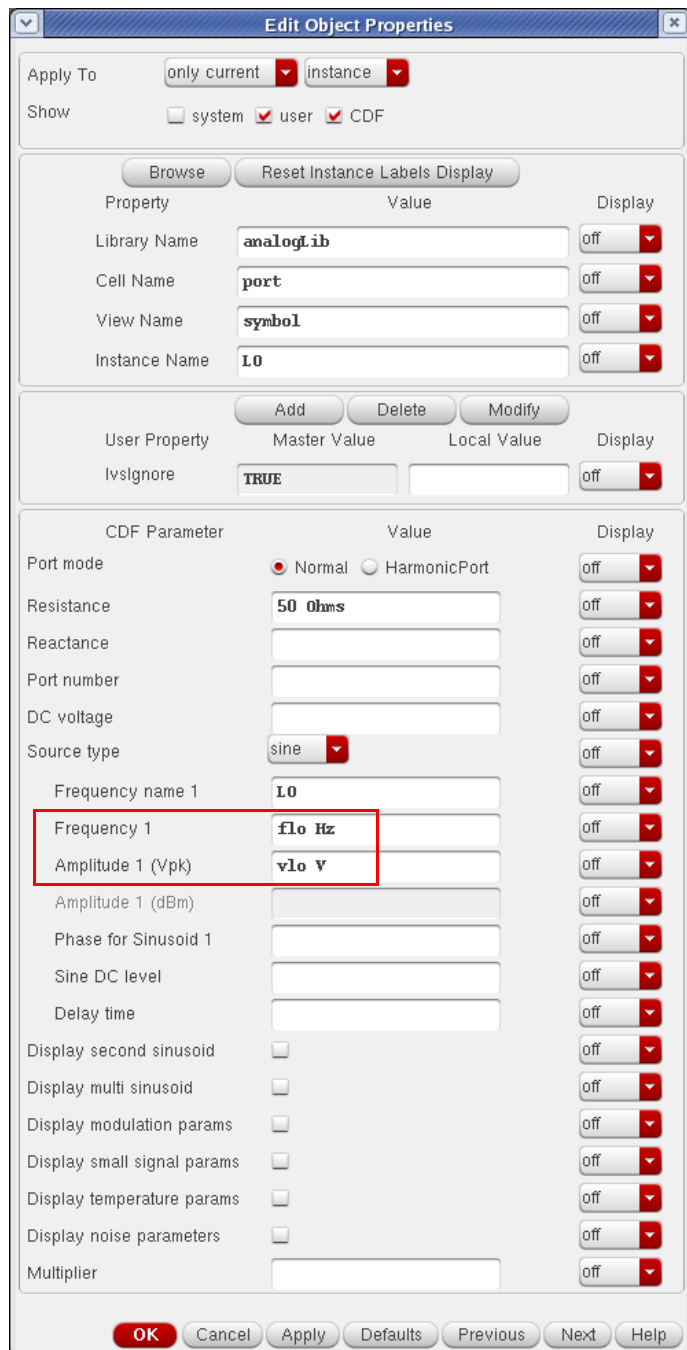 Edit Object Properties
Apply To only current instance
Show system user CDF
Browse Reset Instance Labels Display
Property Value Display
Library Name analogLib off
Cell Name port off
View Name symbol off
Instance Name LO off
Add Delete Modify
User Property Master Value Local Value Display
lvsIgnore TRUE off
CDF Parameter Value Display
Port mode Normal HarmonicPort off
Resistance 50 Ohms off
Reactance off
Port number off
DC voltage off
Source type sine off
Frequency name 1 LO off
Frequency 1 flo Hz off
Amplitude 1 (Vpk) vlo V off
Amplitude 1 (dBm) off
Phase for Sinusoid 1 off
Sine DC level off
Delay time off
Display second sinusoid off
Display multi sinusoid off
Display modulation params off
Display small signal params off
Display temperature params off
Display noise parameters off
Multiplier off
OK Cancel Apply Defaults Previous Next Help